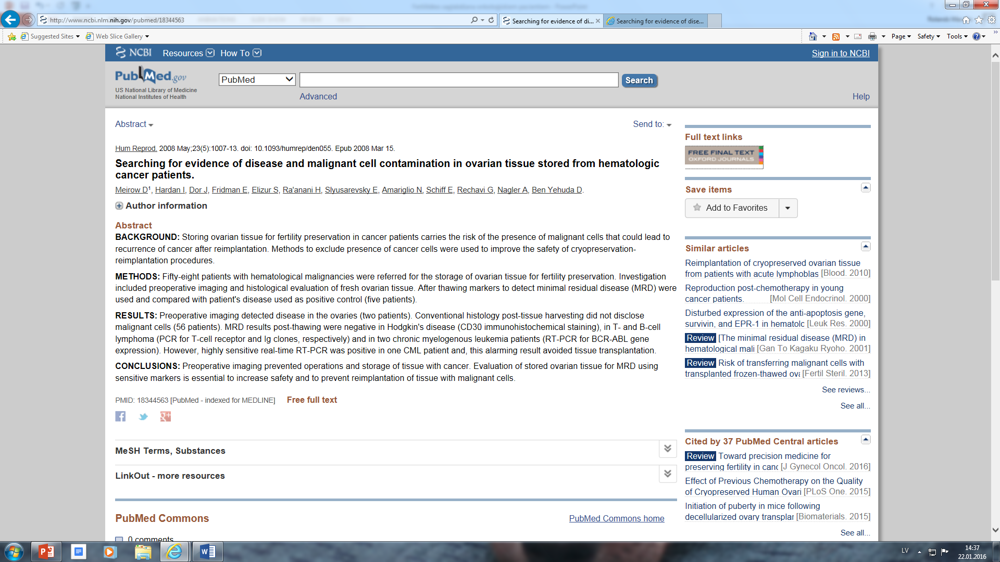 http://www.ncbi.nlm.nih.gov/pubmed/18344563
Searching for evidence of di...
Searching for evidence of dise...
Suggested Sites
Web Slice Gallery
Page
Safety
Tools
NCBI
Resources
How To
Sign in to NCBI
PubMed.gov
US National Library of Medicine
National Institutes of Health
PubMed
Search
Advanced
Help
Abstract
Send to:
Hum Reprod. 2008 May;23(5):1007-13. doi: 10.1093/humrep/den055. Epub 2008 Mar 15.
Searching for evidence of disease and malignant cell contamination in ovarian tissue stored from hematologic
cancer patients.
Meirow D1, Hardan I, Dor J, Fridman E, Elizur S, Ra'anani H, Slyusarevsky E, Amariglio N, Schiff E, Rechavi G, Nagler A, Ben Yehuda D.
Author information
Abstract
BACKGROUND: Storing ovarian tissue for fertility preservation in cancer patients carries the risk of the presence of malignant cells that could lead to
recurrence of cancer after reimplantation. Methods to exclude presence of cancer cells were used to improve the safety of cryopreservation-
reimplantation procedures.
METHODS: Fifty-eight patients with hematological malignancies were referred for the storage of ovarian tissue for fertility preservation. Investigation
included preoperative imaging and histological evaluation of fresh ovarian tissue. After thawing markers to detect minimal residual disease (MRD) were
used and compared with patient's disease used as positive control (five patients).
RESULTS: Preoperative imaging detected disease in the ovaries (two patients). Conventional histology post-tissue harvesting did not disclose
malignant cells (56 patients). MRD results post-thawing were negative in Hodgkin's disease (CD30 immunohistochemical staining), in T- and B-cell
lymphoma (PCR for T-cell receptor and Ig clones, respectively) and in two chronic myelogenous leukemia patients (RT-PCR for BCR-ABL gene
expression). However, highly sensitive real-time RT-PCR was positive in one CML patient and, this alarming result avoided tissue transplantation.
CONCLUSIONS: Preoperative imaging prevented operations and storage of tissue with cancer. Evaluation of stored ovarian tissue for MRD using
sensitive markers is essential to increase safety and to prevent reimplantation of tissue with malignant cells.
PMID: 18344563 [PubMed - indexed for MEDLINE]
Free full text
MeSH Terms, Substances
LinkOut - more resources
PubMed Commons
PubMed Commons home
0 comments
Full text links
FREE FINAL TEXT
OXFORD JOURNALS
Save items
Add to Favorites
Similar articles
Reimplantation of cryopreserved ovarian tissue
from patients with acute lymphoblas [Blood. 2010]
Reproduction post-chemotherapy in young
cancer patients. [Mol Cell Endocrinol. 2000]
Disturbed expression of the anti-apoptosis gene,
survivin, and EPR-1 in hematolo [Leuk Res. 2000]
Review [The minimal residual disease (MRD) in
hematological mali [Gan To Kagaku Ryoho. 2001]
Review Risk of transferring malignant cells with
transplanted frozen-thawed ova [Fertil Steril. 2013]
See reviews...
See all...
Cited by 37 PubMed Central articles
Review Toward precision medicine for
preserving fertility in canc [J Gynecol Oncol. 2016]
Effect of Previous Chemotherapy on the Quality
of Cryopreserved Human Ovari [PLoS One. 2015]
Initiation of puberty in mice following
decellularized ovary transplan [Biomaterials. 2015]
See all...
LV
14:37
22.01.2016